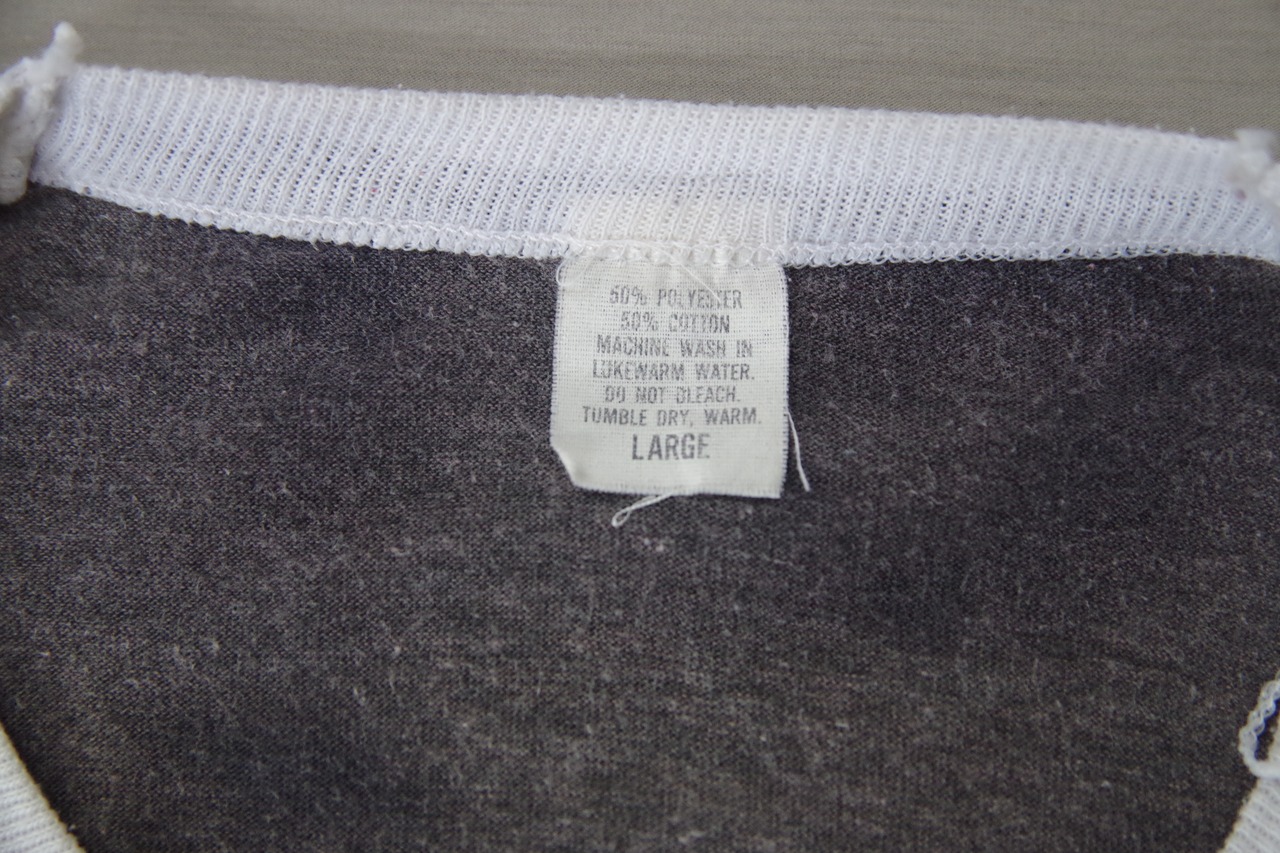 50% POLYESTER
50% COTTON
MACHINE WASH IN
LUKEWARM WATER.
DO NOT BLEACH.
TUMBLE DRY, WARM.
LARGE